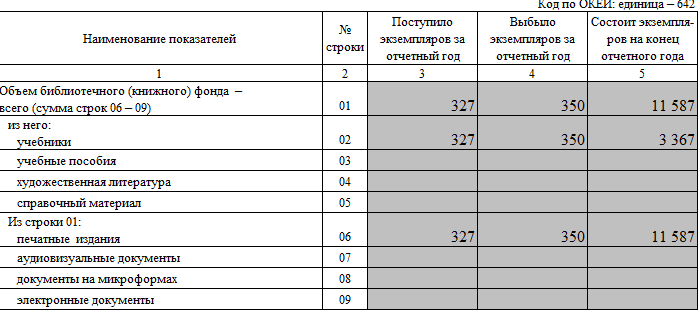 Код по ОКЕИ: единица – 642
Наименование показателей № строки Поступило экземпляров за отчетный год Выбыло экземпляров за отчетный год Состоит экземпля-ров на конец отчетного года
1 2 3 4 5
Объем библиотечного (книжного) фонда –
всего (сумма строк 06 – 09) 01 327 350 11 587
из него:
учебники 02 327 350 3 367
учебные пособия 03
художественная литература 04
справочный материал 05
Из строки 01:
печатные издания 06 327 350 11 587
аудиовизуальные документы 07
документы на микроформах 08
электронные документы 09